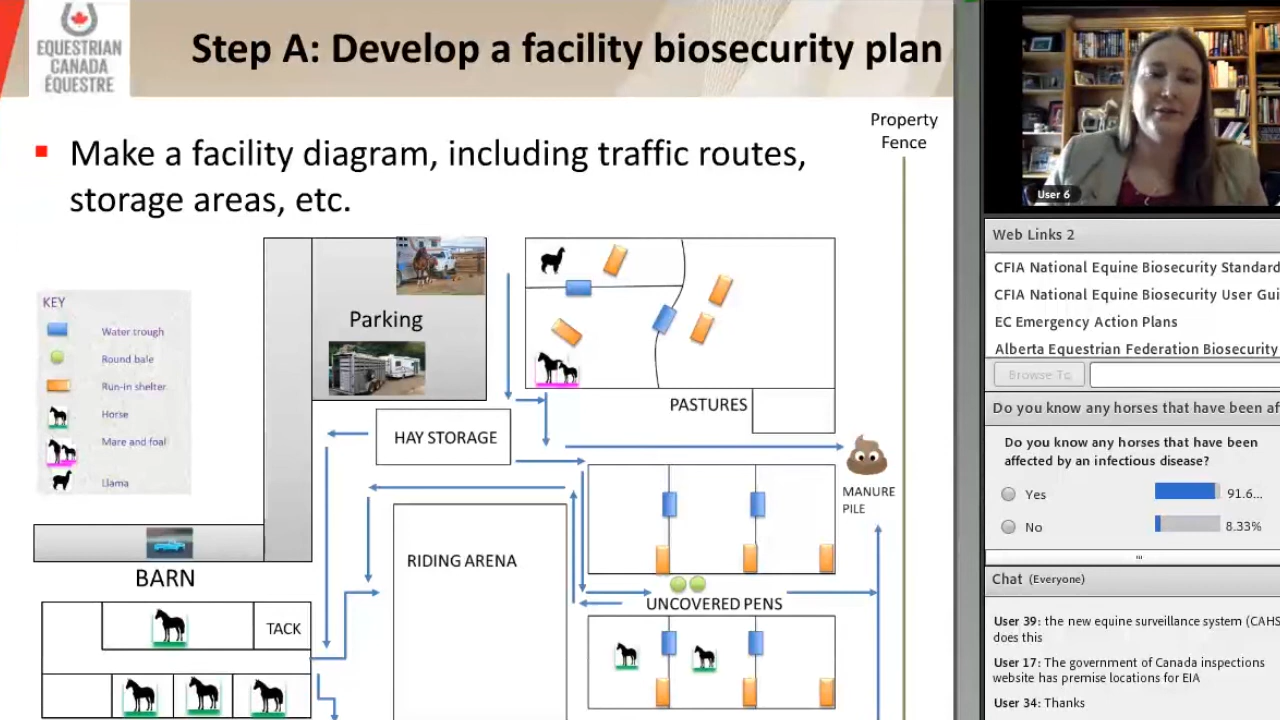 EQUESTRIAN
CANADA
ÉQUESTRE
Step A: Develop a facility biosecurity plan
Make a facility diagram, including traffic routes,
storage areas, etc.
Property
Fence
KEY
Water trough
Round bale
Run-in shelter
Horse
Mare and foal
Llama
Parking
HAY STORAGE
PASTURES
MANURE
PILE
RIDING ARENA
UNCOVERED PENS
BARN
TACK
User 6
Web Links 2
CFIA National Equine Biosecurity Standard
CFIA National Equine Biosecurity User Gui
EC Emergency Action Plans
Alberta Equestrian Federation Biosecurity
Browse To
Do you know any horses that have been af
Do you know any horses that have been
affected by an infectious disease?
Yes 91.6...
No 8.33%
Chat (Everyone)
User 39: the new equine surveillance system (CAHS
does this
User 17: The government of Canada inspections
website has premise locations for EIA
User 34: Thanks